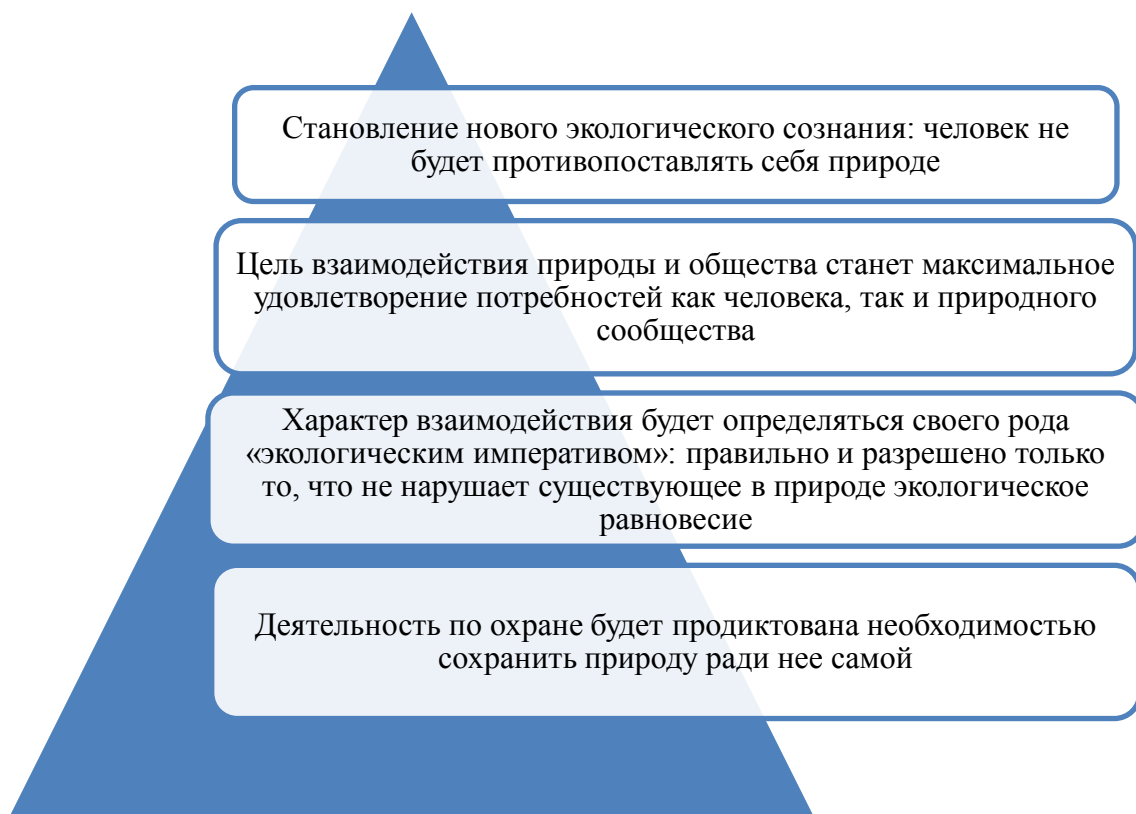 Становление нового экологического сознания: человек не
будет противопоставлять себя природе
Цель взаимодействия природы и общества станет максимальное
удовлетворение потребностей как человека, так и природного
сообщества
Характер взаимодействия будет определяться своего рода
«экологическим императивом»: правильно и разрешено только
то, что не нарушает существующее в природе экологическое
равновесие
Деятельность по охране будет продиктована необходимостью
сохранить природу ради нее самой